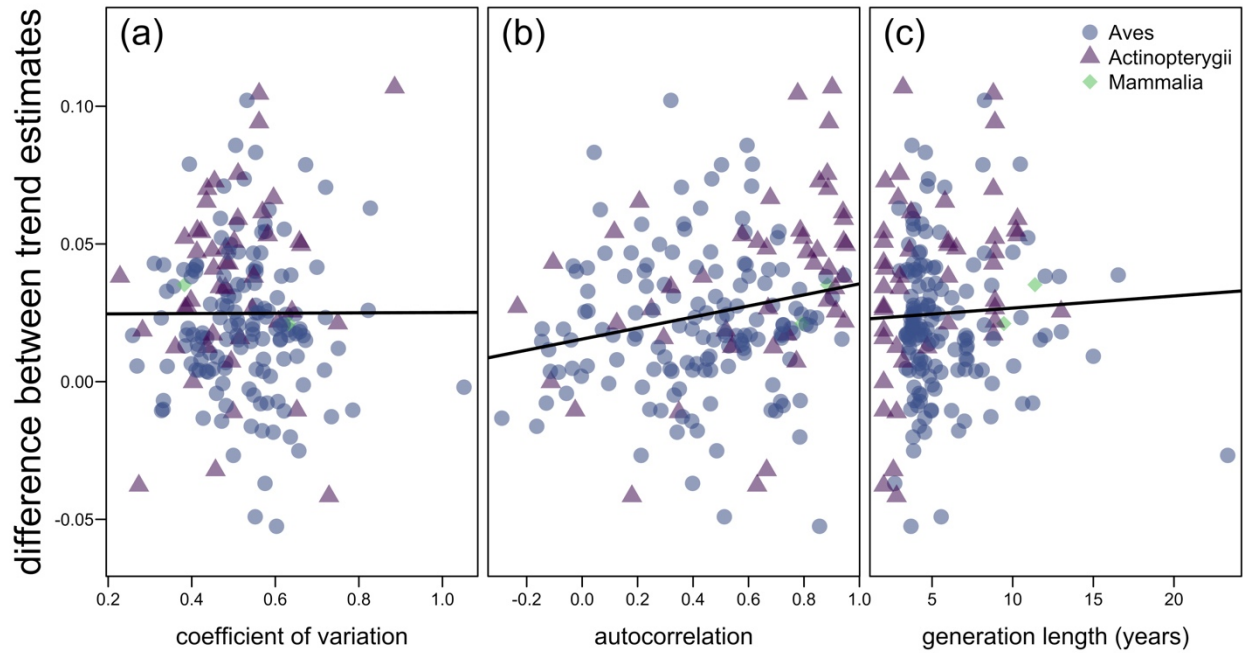 difference between trend estimates
(a)
(b)
(c)
Aves
Actinopterygii
Mammalia
0.10
0.05
0.00
-0.05
0.2 0.4 0.6 0.8 1.0
-0.2 0.0 0.2 0.4 0.6 0.8 1.0
5 10 15 20
coefficient of variation
autocorrelation
generation length (years)